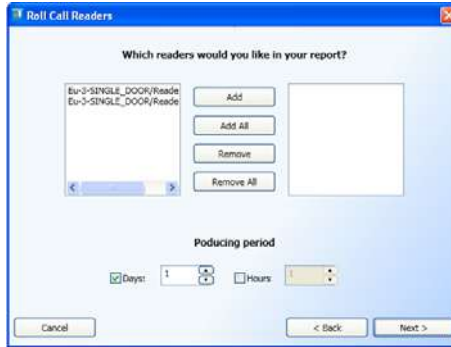 Roll Call Readers
Which readers would you like in your report?
Eu-3-SINGLE_DOOR/Reade
Eu-3-SINGLE_DOOR/Reade
Add
Add All
Remove
Remove All
Poducing period
Days: 1 Hours 1
Cancel < Back Next >